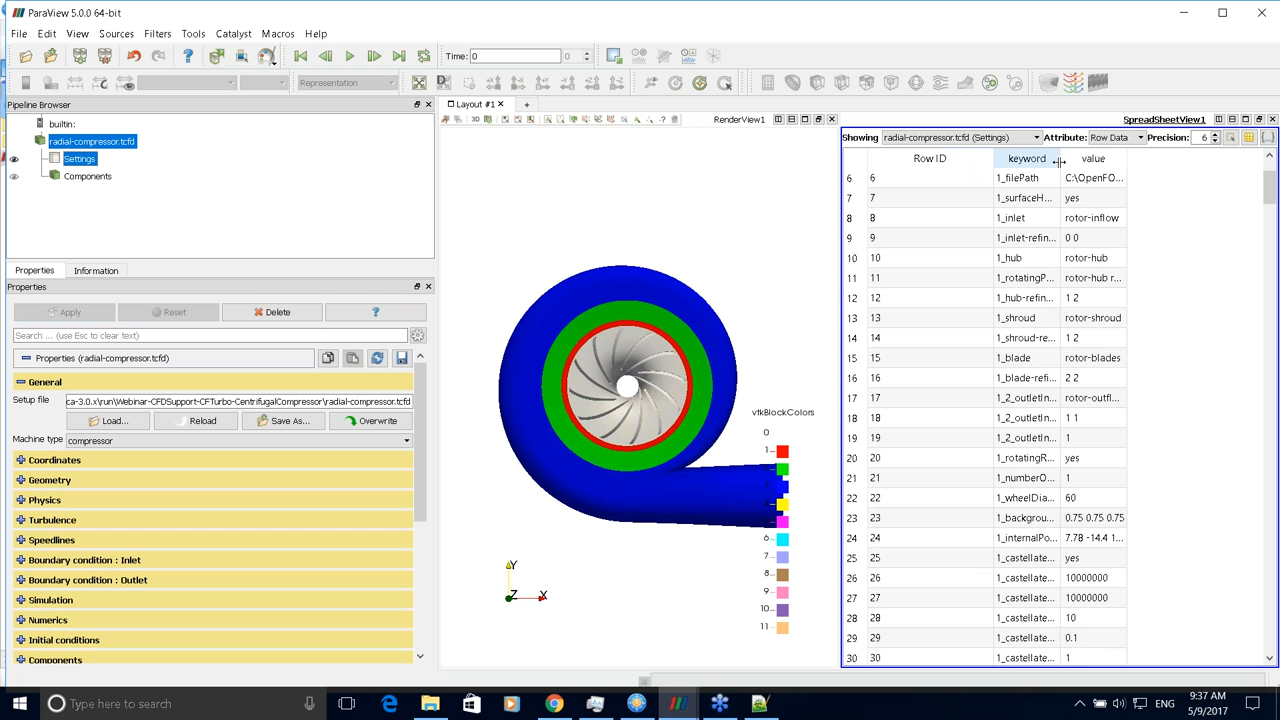 ParaView 5.0.0 64-bit
File Edit View Sources Filters Tools Catalyst Macros Help
Time: 0 0
Representation
Pipeline Browser
builtin:
radial-compressor.tcfd
Settings
Components
Properties Information
Properties
Apply Reset Delete ?
Search ... (use Esc to clear text)
Properties (radial-compressor.tcfd)
General
Setup file ca-3.0.x\run\Webinar-CFDSupport-CFTurbo-CentrifugalCompressor\radial-compressor.tcfd
Load... Reload Save As... Overwrite
Machine type compressor
Coordinates
Geometry
Physics
Turbulence
Speedlines
Boundary condition : Inlet
Boundary condition : Outlet
Simulation
Numerics
Initial conditions
Components
Layout #1
3D RenderView1
vtkBlockColors
0
1
6
7
8
9
10
11
Y
Z X
SpreadSheetView1
Showing radial-compressor.tcfd (Settings) Attribute: Row Data Precision: 6
Row ID keyword value
6 6 1_filePath C:\OpenFO...
7 7 1_surfaceH... yes
8 8 1_inlet rotor-inflow
9 9 1_inlet-refin... 0 0
10 10 1_hub rotor-hub
11 11 1_rotatingP... rotor-hub r...
12 12 1_hub-refin... 1 2
13 13 1_shroud rotor-shroud
14 14 1_shroud-re... 1 2
15 15 1_blade rotor-blades
16 16 1_blade-refi... 2 2
17 17 1_2_outletIn... rotor-outfl...
18 18 1_2_outletIn... 1 1
19 19 1_2_outletIn... 1
20 20 1_rotatingR... yes
21 21 1_numberO... 1
22 22 1_wheelDia... 60
23 23 1_backgrou... 0.75 0.75 0.75
24 24 1_internalPo... 7.78 -14.4 1...
25 25 1_castellate... yes
26 26 1_castellate... 10000000
27 27 1_castellate... 10000000
28 28 1_castellate... 10
29 29 1_castellate... 0.1
30 30 1_castellate... 1
Type here to search
ENG
9:37 AM
5/9/2017